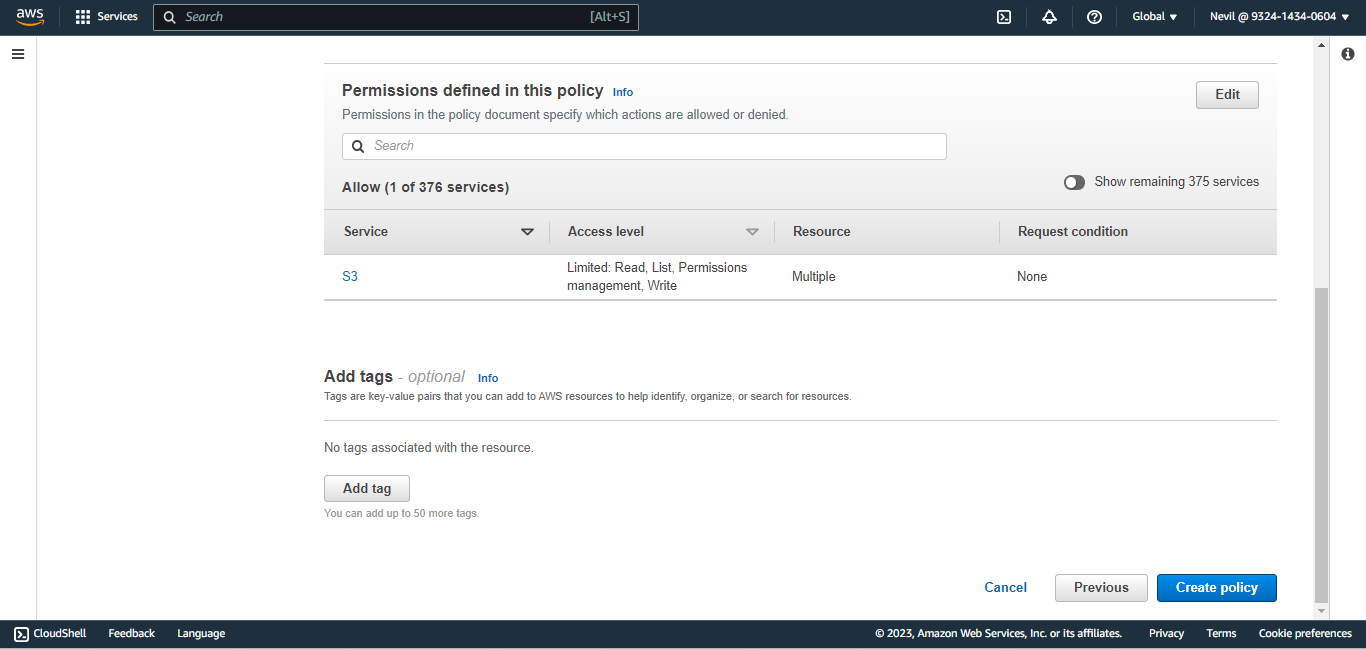 aws Services Search [Alt+S] Global Nevil @ 9324-1434-0604
Permissions defined in this policy Info
Edit
Permissions in the policy document specify which actions are allowed or denied.
Search
Allow (1 of 376 services)
Show remaining 375 services
Service Access level Resource Request condition
S3 Limited: Read, List, Permissions management, Write Multiple None
Add tags - optional Info
Tags are key-value pairs that you can add to AWS resources to help identify, organize, or search for resources.
No tags associated with the resource.
Add tag
You can add up to 50 more tags.
Cancel Previous Create policy
CloudShell Feedback Language © 2023, Amazon Web Services, Inc. or its affiliates. Privacy Terms Cookie preferences